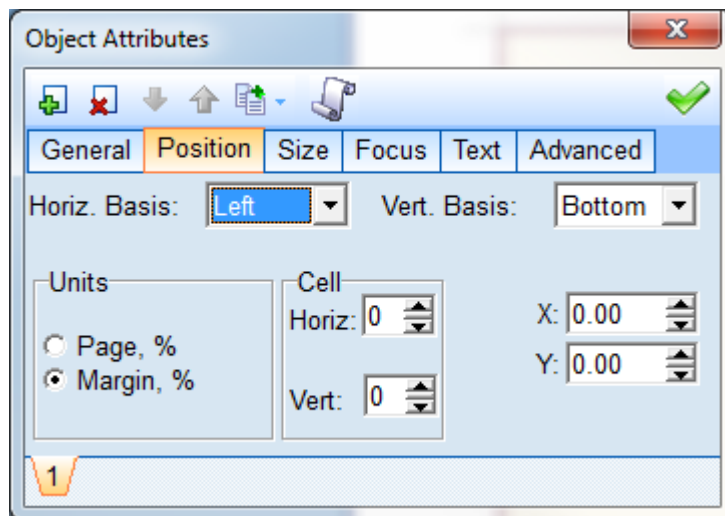 Object Attributes
General Position Size Focus Text Advanced
Horiz. Basis: Left Vert. Basis: Bottom
Units Cell
Horiz: 0 X: 0.00
Page, %
Margin, % Y: 0.00
Vert: 0
1